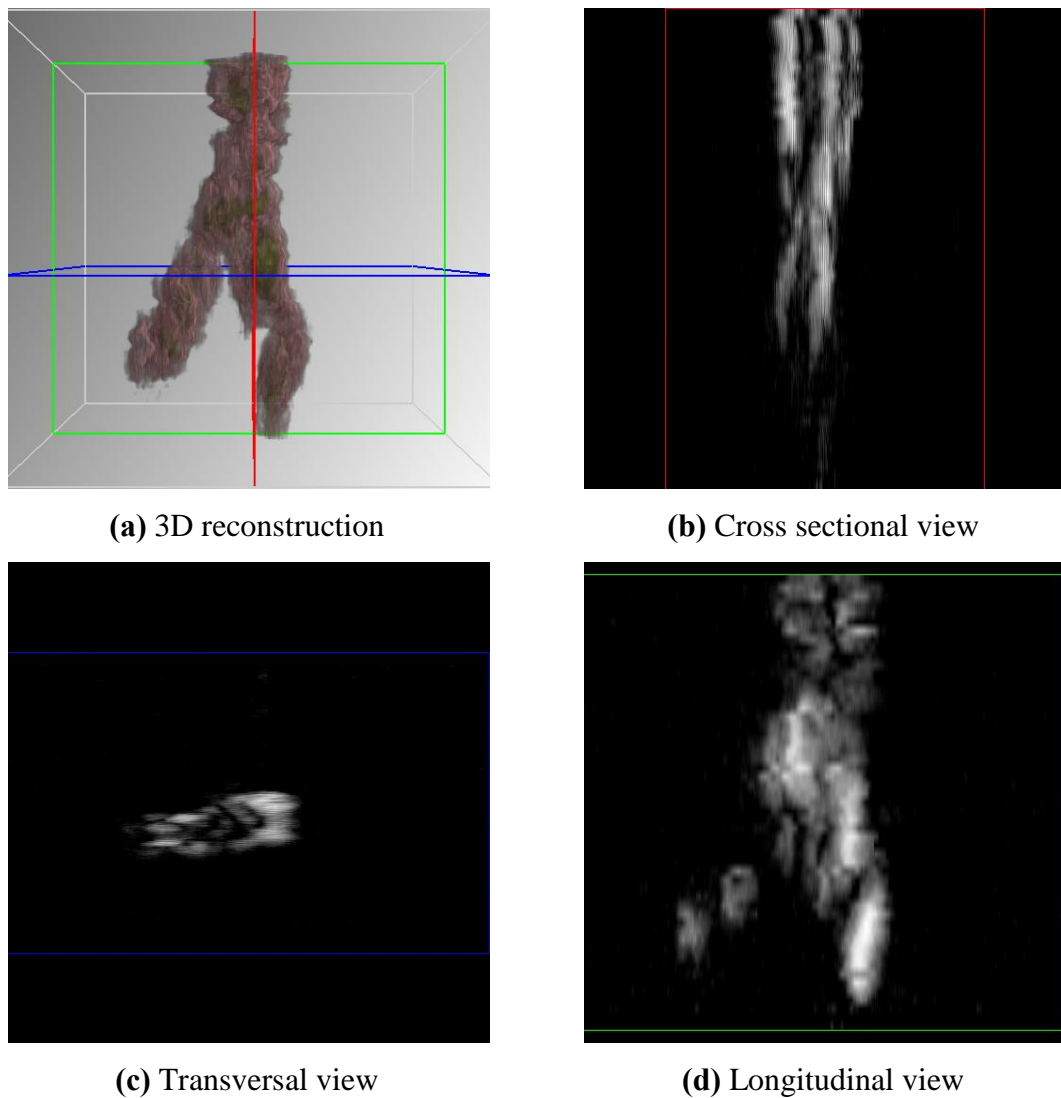 (a) 3D reconstruction
(b) Cross sectional view
(c) Transversal view
(d) Longitudinal view